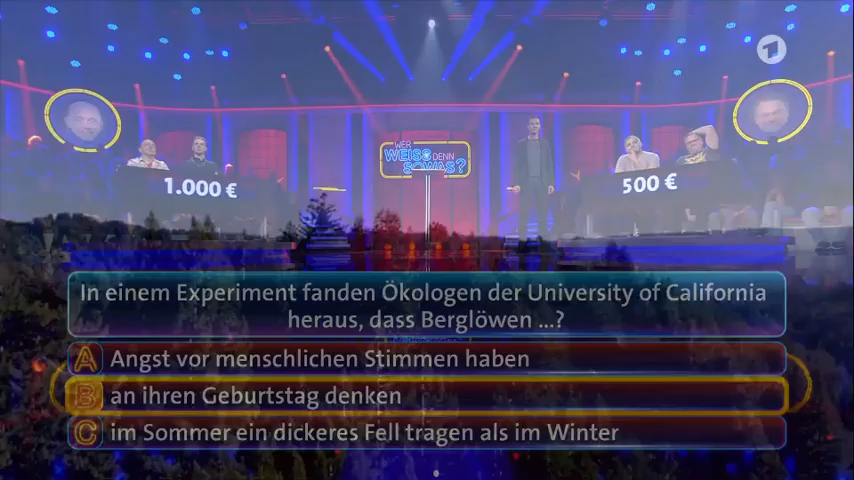 1
WER
WEISS DENN
SOWAS?
1.000 €
500 €
In einem Experiment fanden Ökologen der University of California
heraus, dass Berglöwen ...?
A Angst vor menschlichen Stimmen haben
B an ihren Geburtstag denken
C im Sommer ein dickeres Fell tragen als im Winter